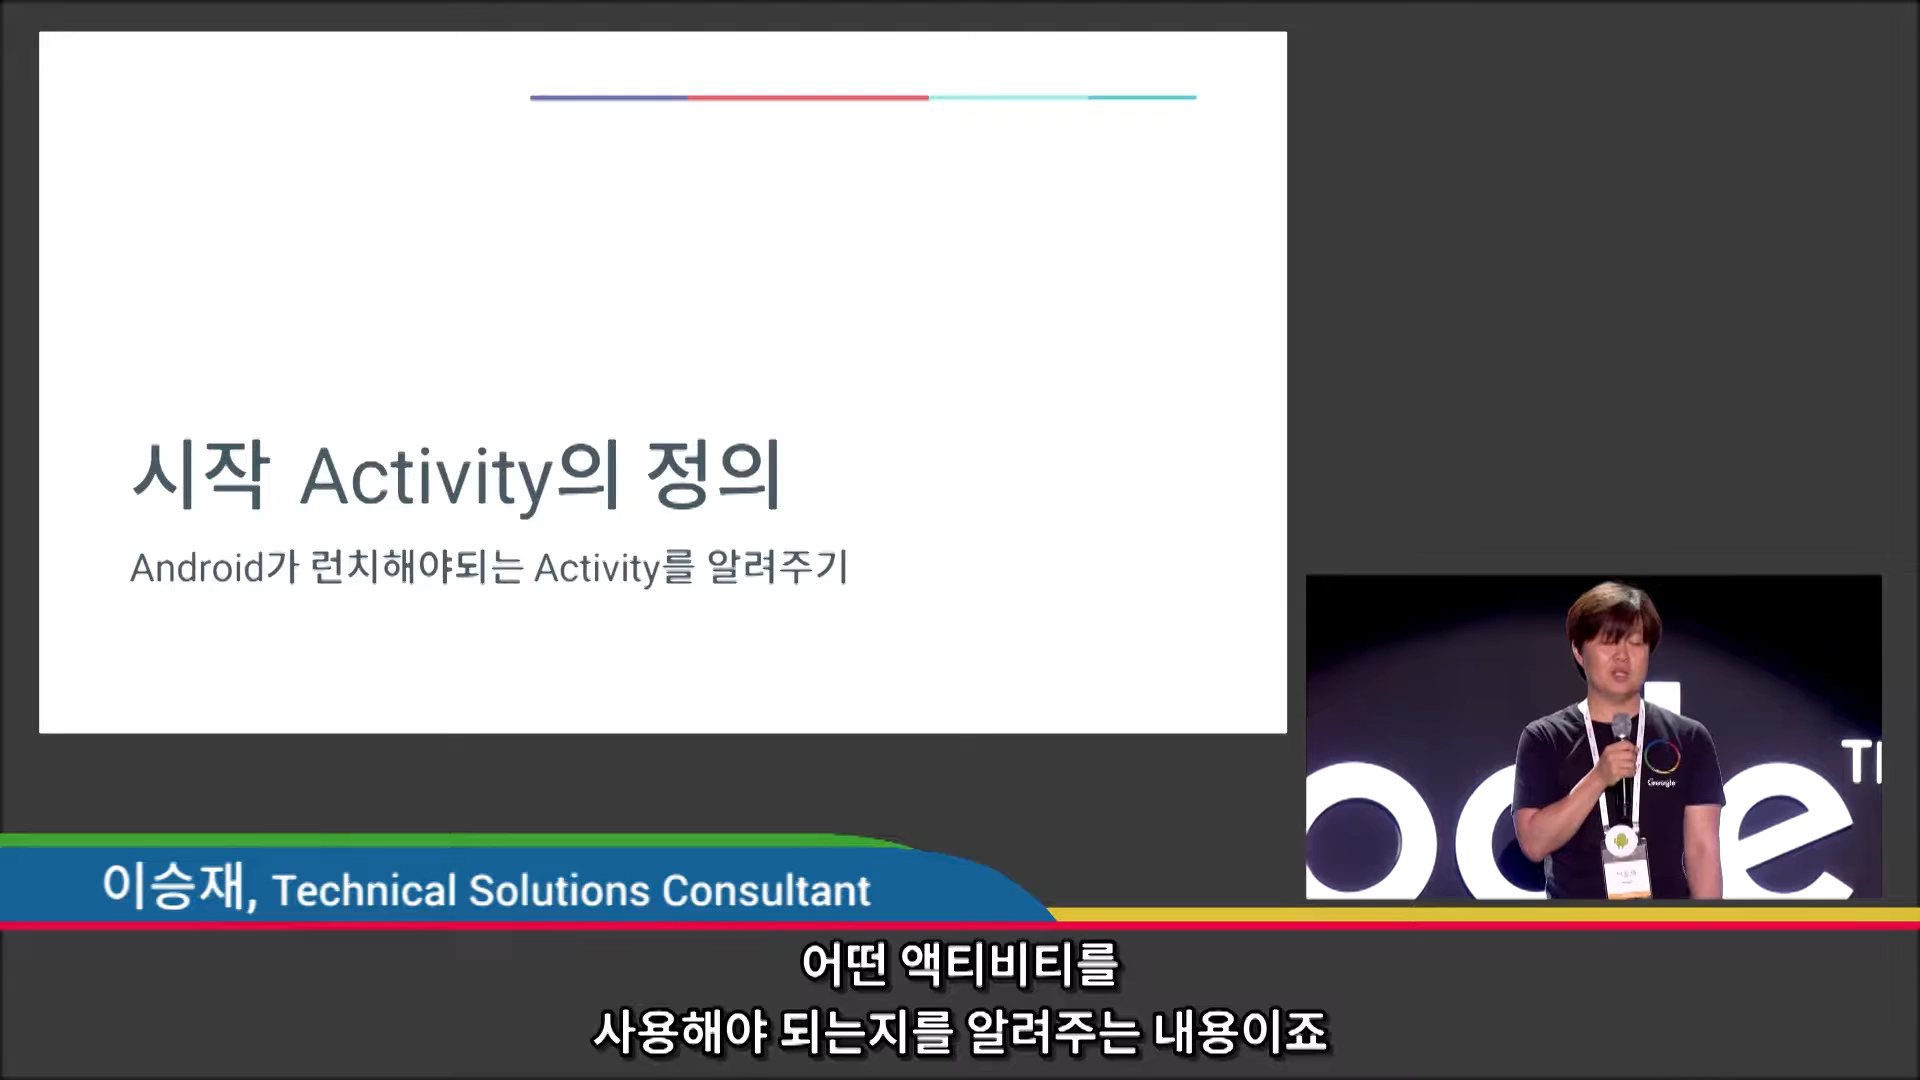 시작 Activity의 정의
Android가 런치해야되는 Activity를 알려주기
ode
Google
이승재, Technical Solutions Consultant
어떤 액티비티를
사용해야 되는지를 알려주는 내용이죠